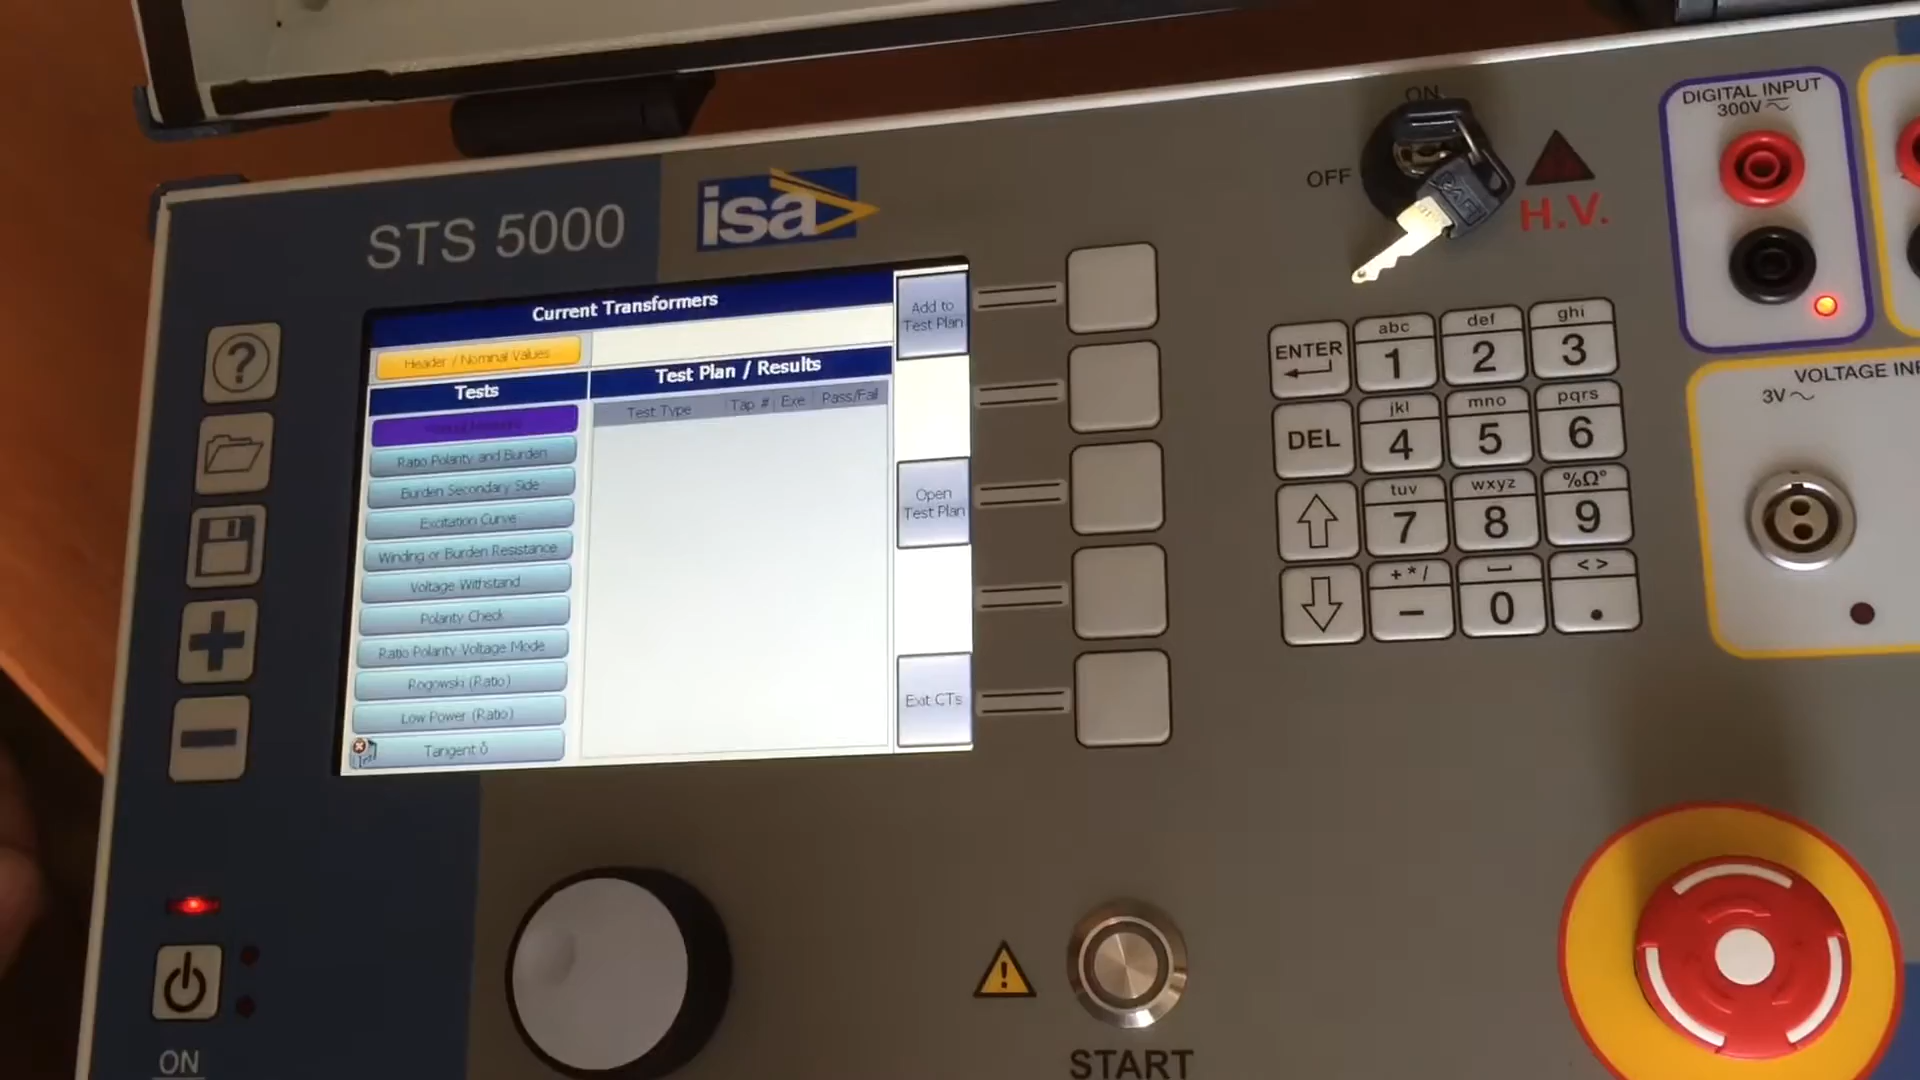 STS 5000
isa
Current Transformers
Header / Nominal Values
Tests
Test Plan / Results
Test Type
Tap #
Exe
Pass/Fail
Ratio Polarity and Burden
Burden Secondary Side
Excitation Curve
Winding or Burden Resistance
Voltage Withstand
Polarity Check
Ratio Polarity Voltage Mode
Rogowski (Ratio)
Low Power (Ratio)
Tangent δ
Add to
Test Plan
Open
Test Plan
Exit CTs
ON
OFF
H.V.
DIGITAL INPUT
300V
ENTER
abc
1
def
2
ghi
3
DEL
jkl
4
mno
5
pqrs
6
tuv
7
wxyz
8
%Ω°
9
+*/
−
0
< >
.
VOLTAGE INP
3V
ON
START